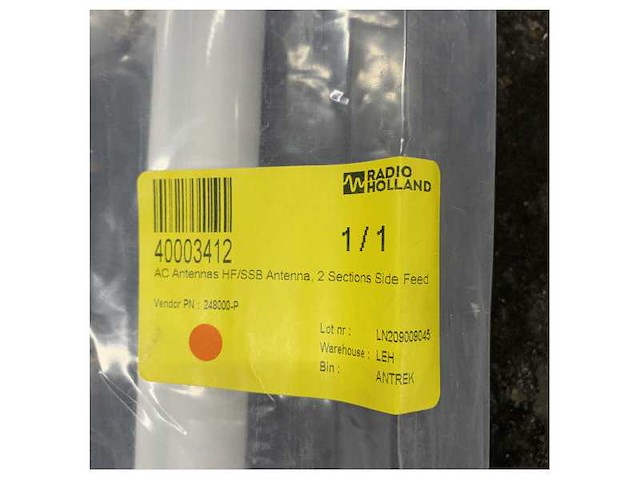 RADIO
HOLLAND
40003412
1/1
AC Antennas HF/SSB Antenna, 2 Sections Side Feed
Vendor PN : 248000-P
Lot nr : LN209009045
Warehouse : LEH
Bin : ANTREK